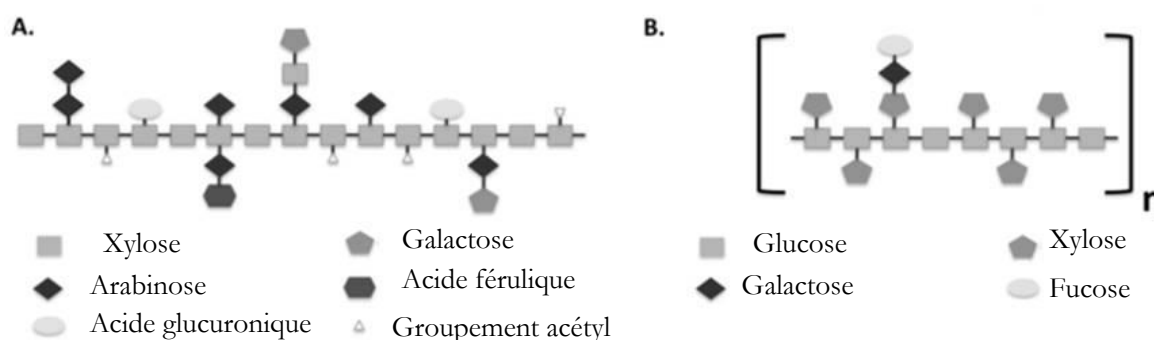 A.
B.
n
Xylose
Galactose
Arabinose
Acide férulique
Acide glucuronique
Groupement acétyl
Glucose
Xylose
Galactose
Fucose